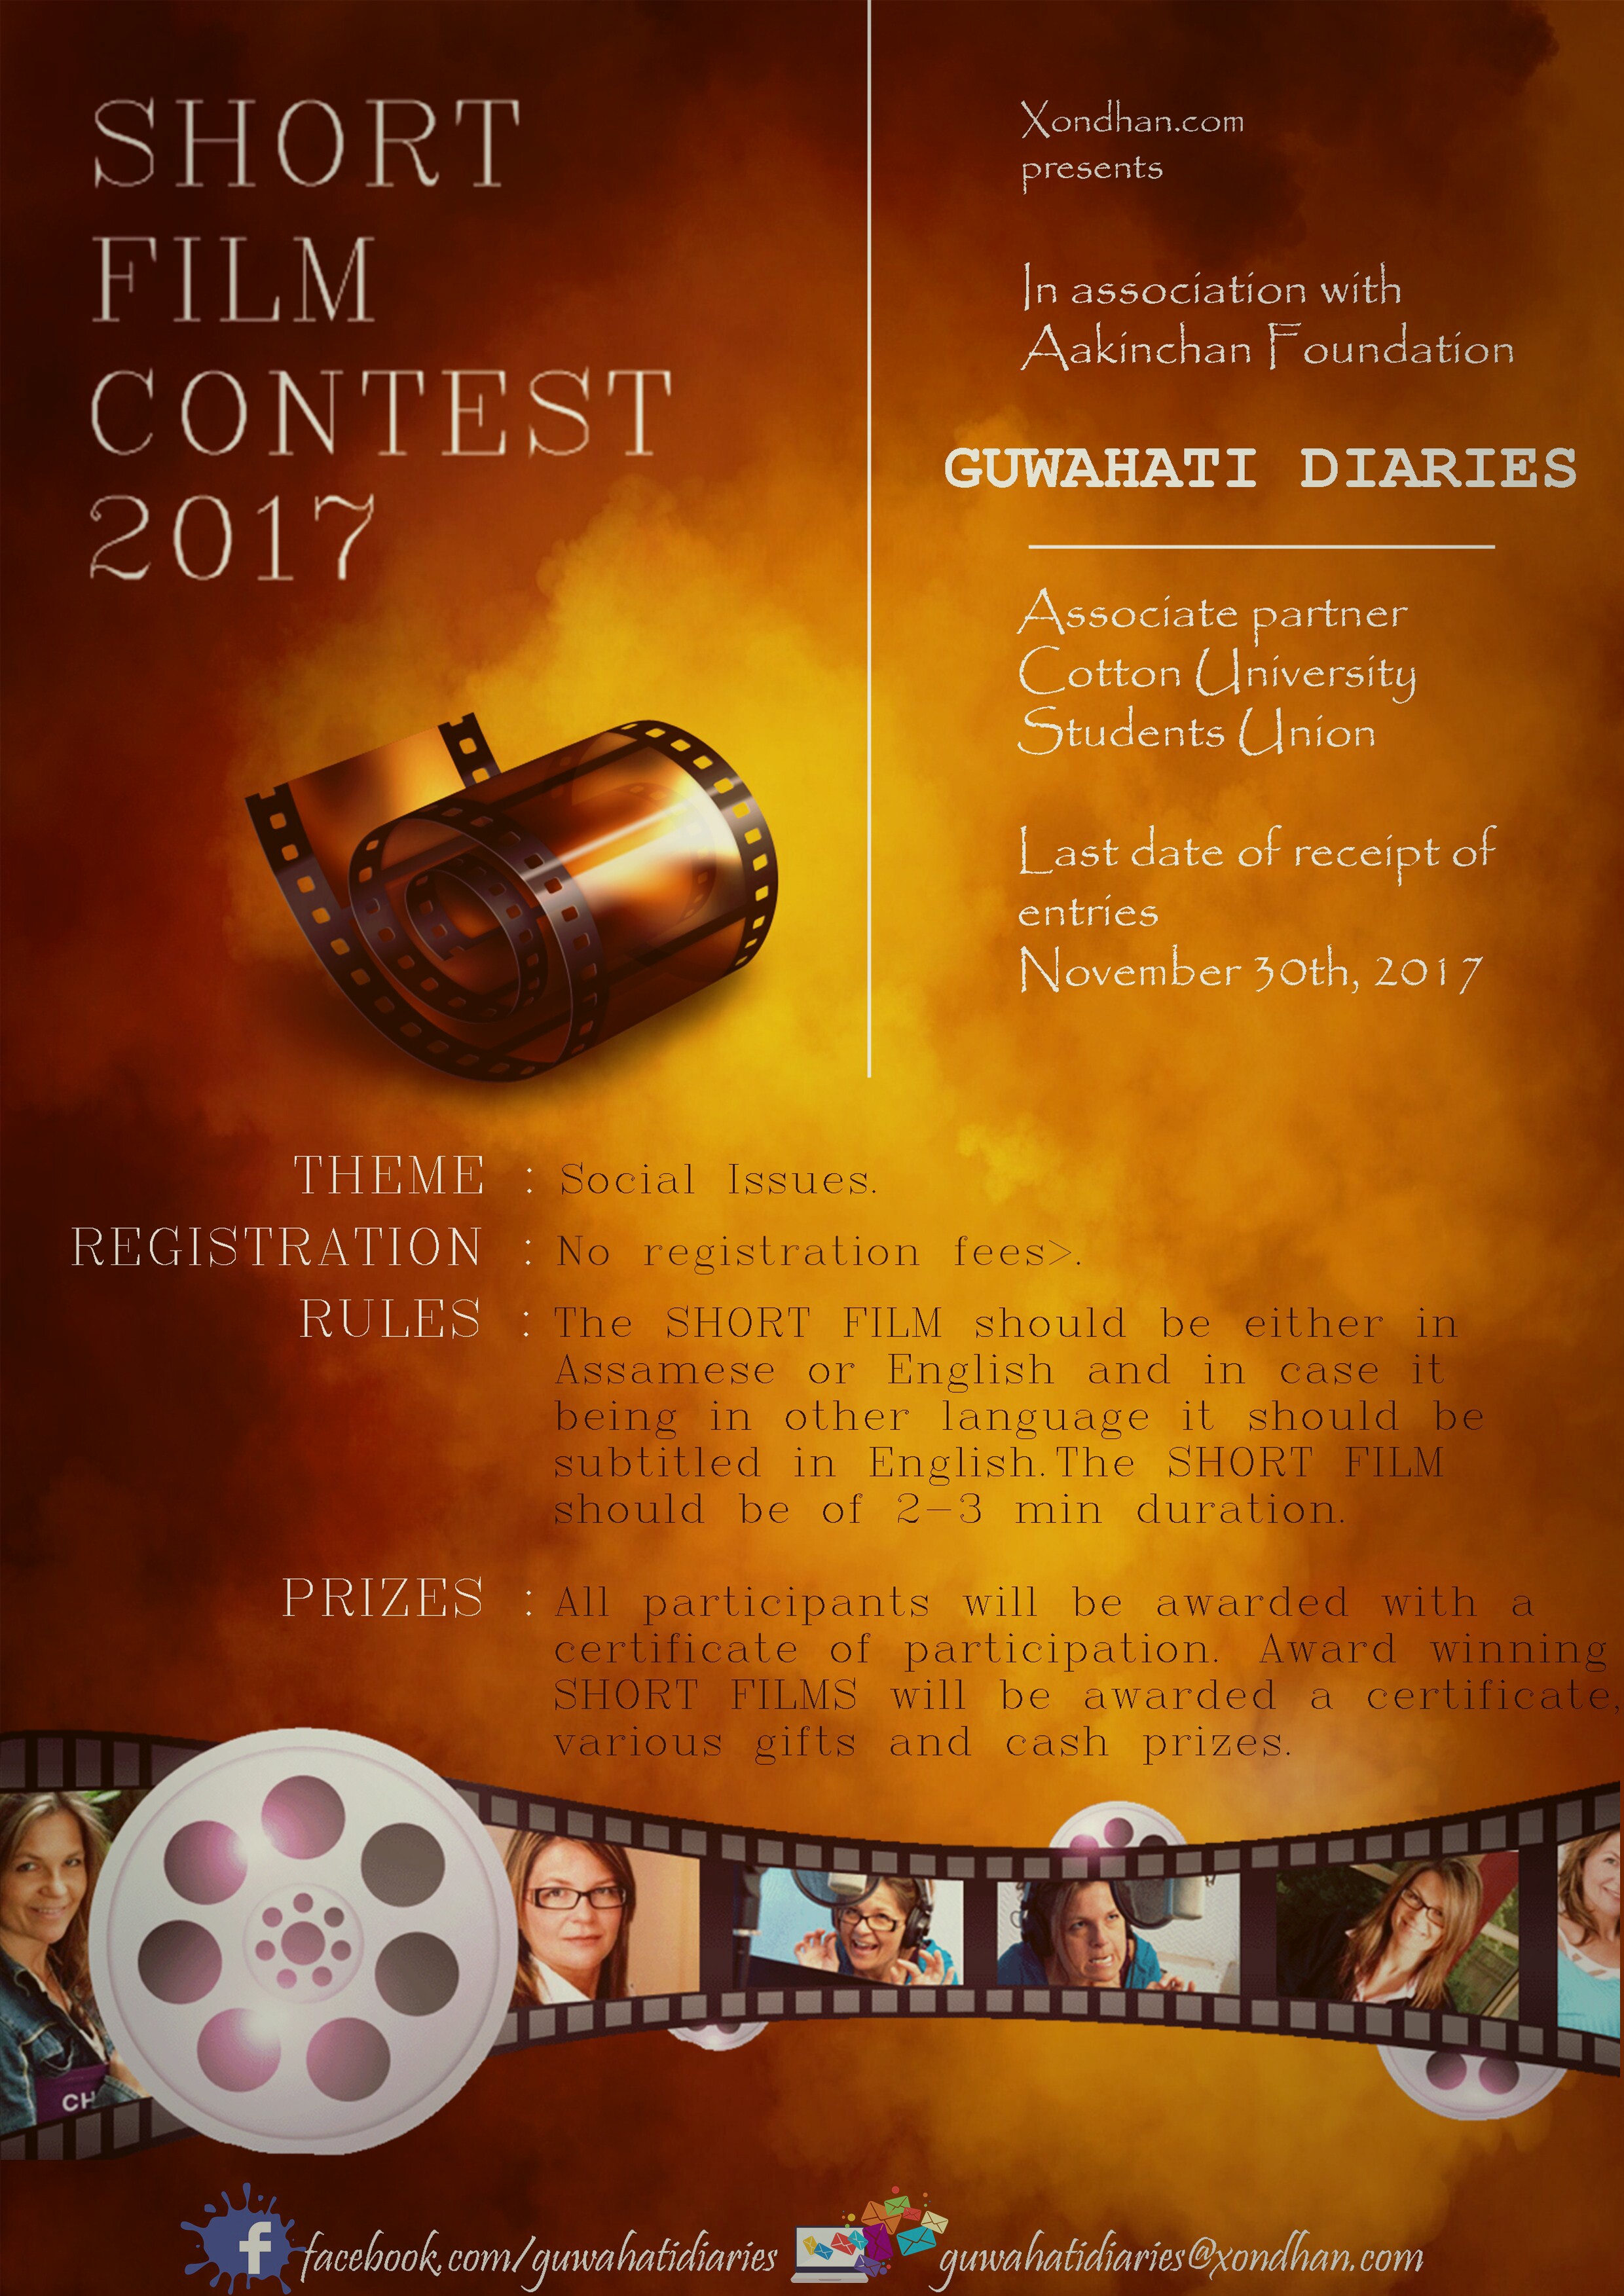 SHORT
FILM
CONTEST
2017
Xondhan.com
presents
In association with
Aakinchan Foundation
GUWAHATI DIARIES
Associate partner
Cotton University
Students Union
Last date of receipt of
entries
November 30th, 2017
THEME : Social Issues.
REGISTRATION : No registration fees>.
RULES : The SHORT FILM should be either in
Assamese or English and in case it
being in other language it should be
subtitled in English.The SHORT FILM
should be of 2-3 min duration.
PRIZES : All participants will be awarded with a
certificate of participation. Award winning
SHORT FILMS will be awarded a certificate,
various gifts and cash prizes.
CH
f facebook.com/guwahatidiaries
guwahatidiaries@xondhan.com